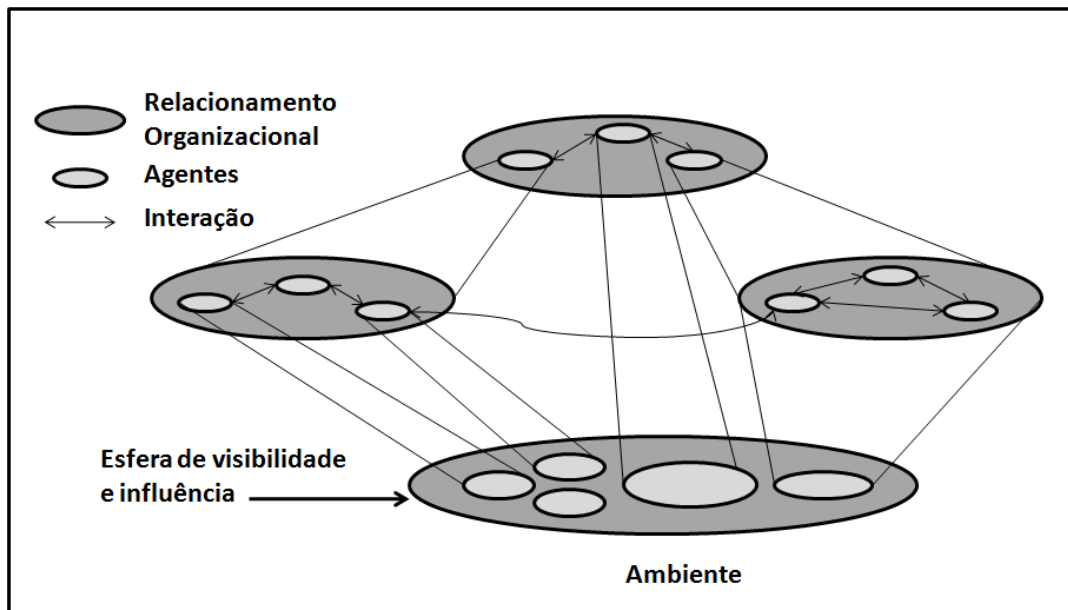 Relacionamento
Organizacional
Agentes
Interação
Esfera de visibilidade
e influência
Ambiente